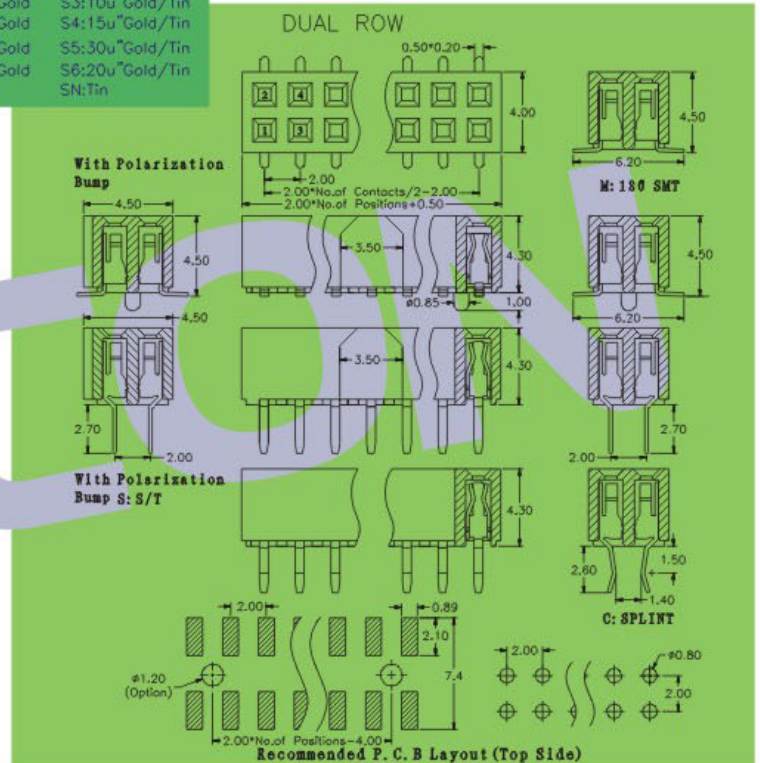 Gold S3:10u"Gold/Tin
Gold S4:15u"Gold/Tin
Gold S5:30u"Gold/Tin
Gold S6:20u"Gold/Tin
SN:Tin
DUAL ROW
0.50*0.20
2 4
1 3
4.00
4.50
6.20
M: 180 SMT
2.00
2.00*No.of Contacts/2-2.00
2.00*No.of Positions+0.50
With Polarization
Bump
4.50
4.50
3.50
4.30
ø0.85
1.00
4.50
6.20
4.50
3.50
4.30
2.70
2.00
2.70
2.00
With Polarization
Bump S: S/T
4.30
2.60
1.50
1.40
C: SPLINT
2.00
0.89
2.10
7.4
ø1.20
(Option)
2.00*No.of Positions-4.00
2.00
ø0.80
2.00
Recommended P. C. B Layout (Top Side)